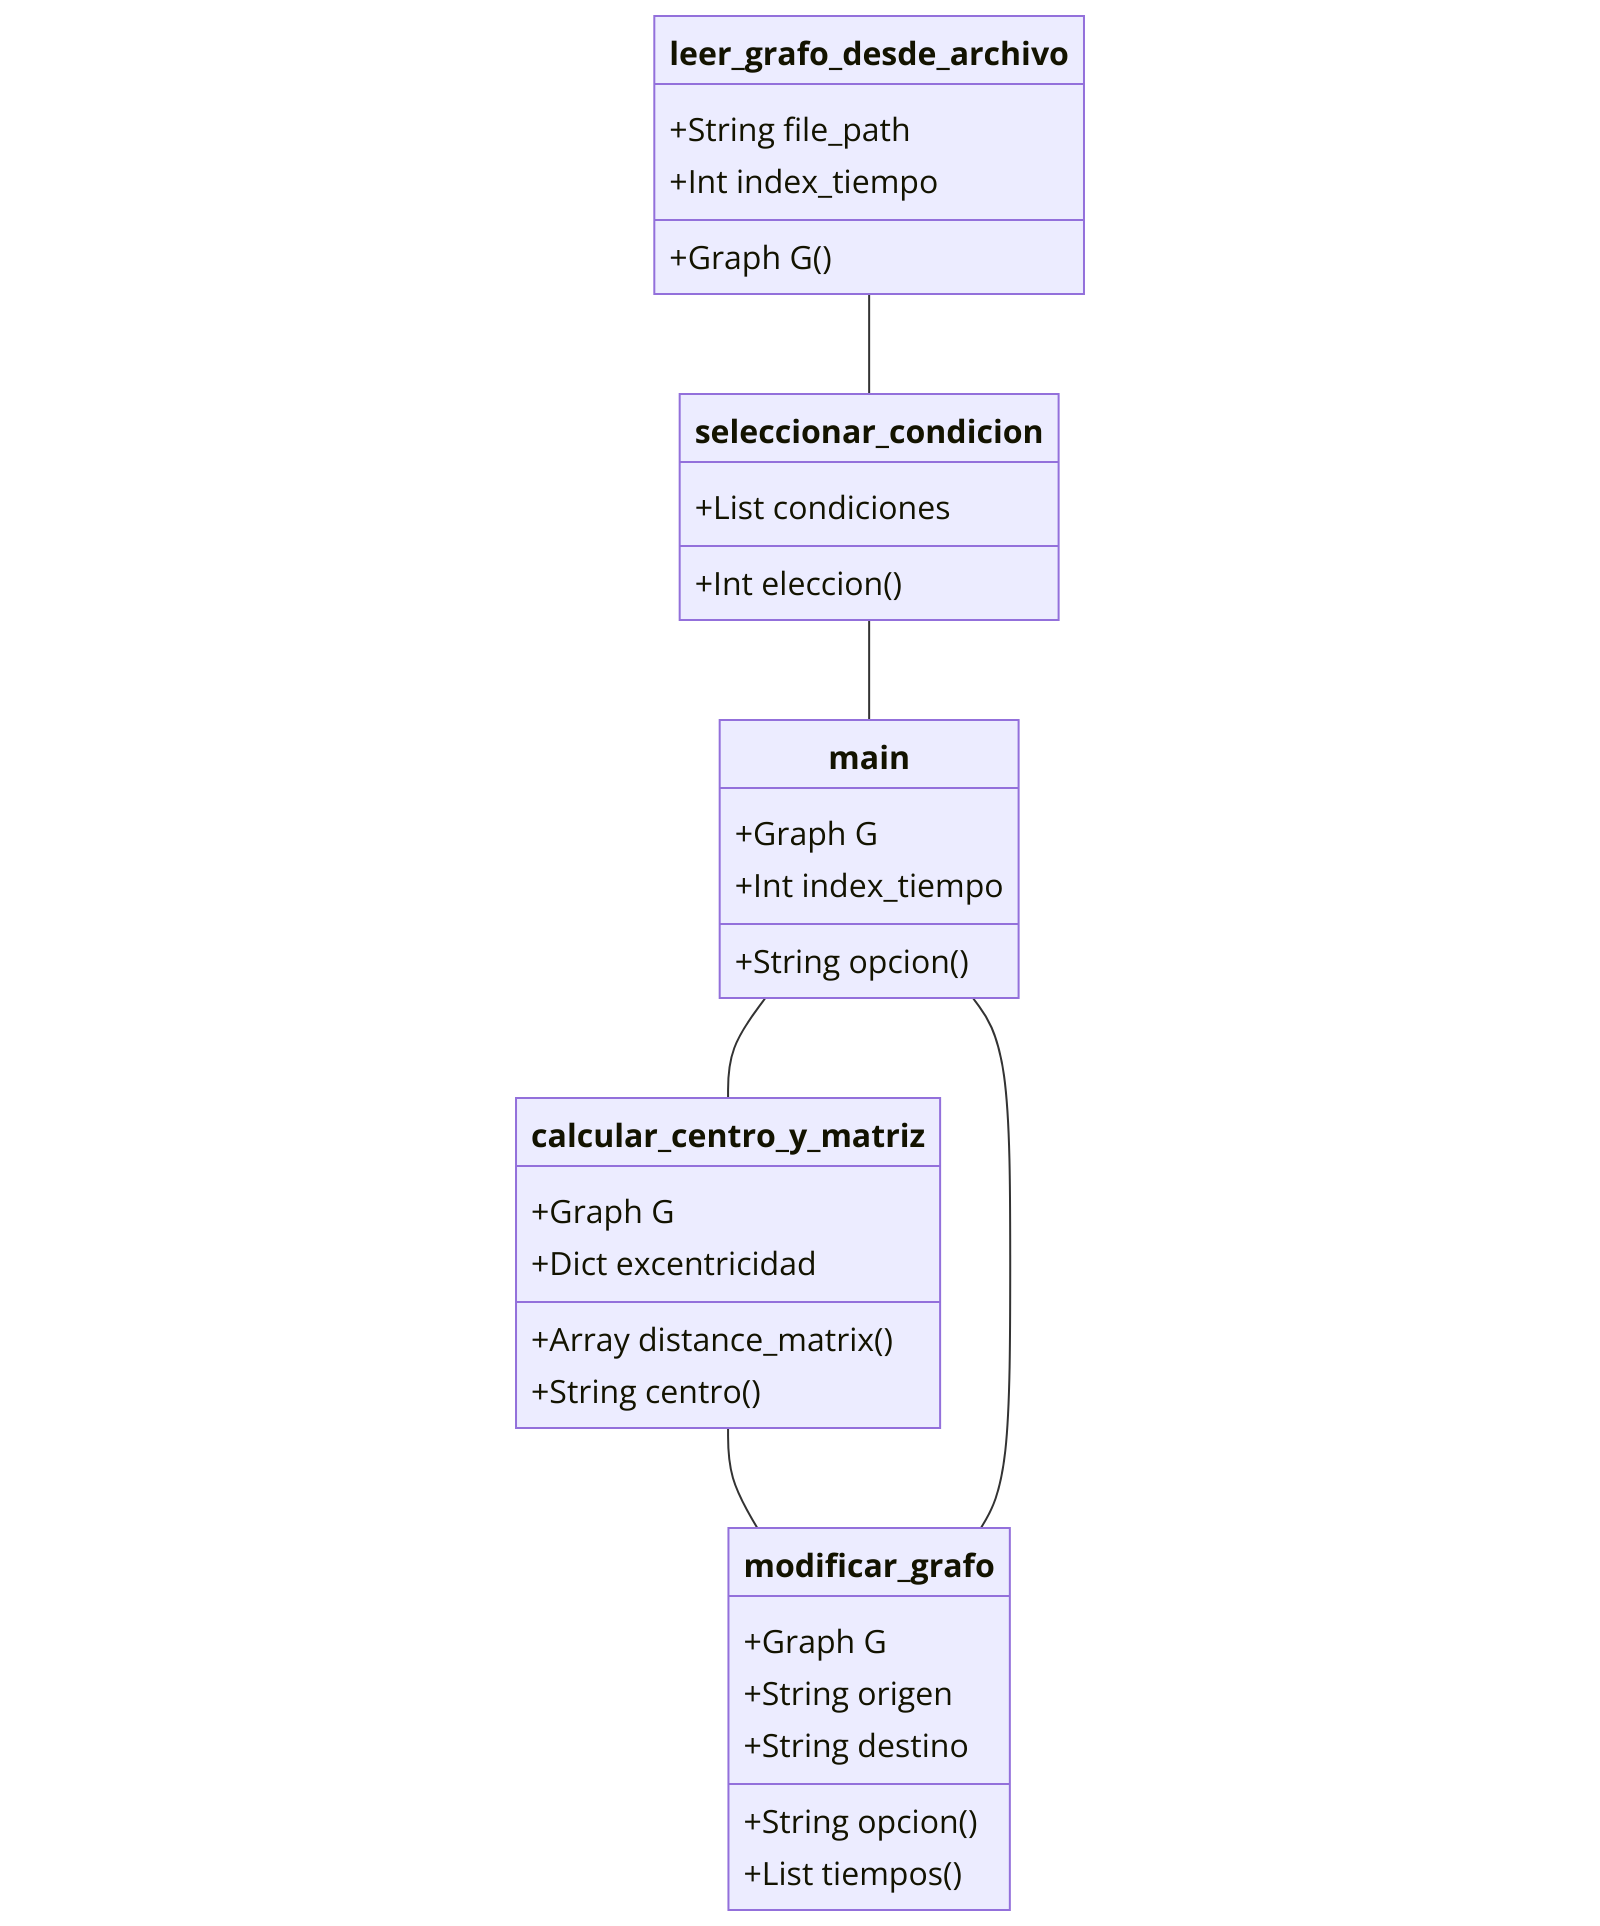 leer_grafo_desde_archivo
+String file_path
+Int index_tiempo
+Graph G()
seleccionar_condicion
+List condiciones
+Int eleccion()
main
+Graph G
+Int index_tiempo
+String opcion()
calcular_centro_y_matriz
+Graph G
+Dict excentricidad
+Array distance_matrix()
+String centro()
modificar_grafo
+Graph G
+String origen
+String destino
+String opcion()
+List tiempos()